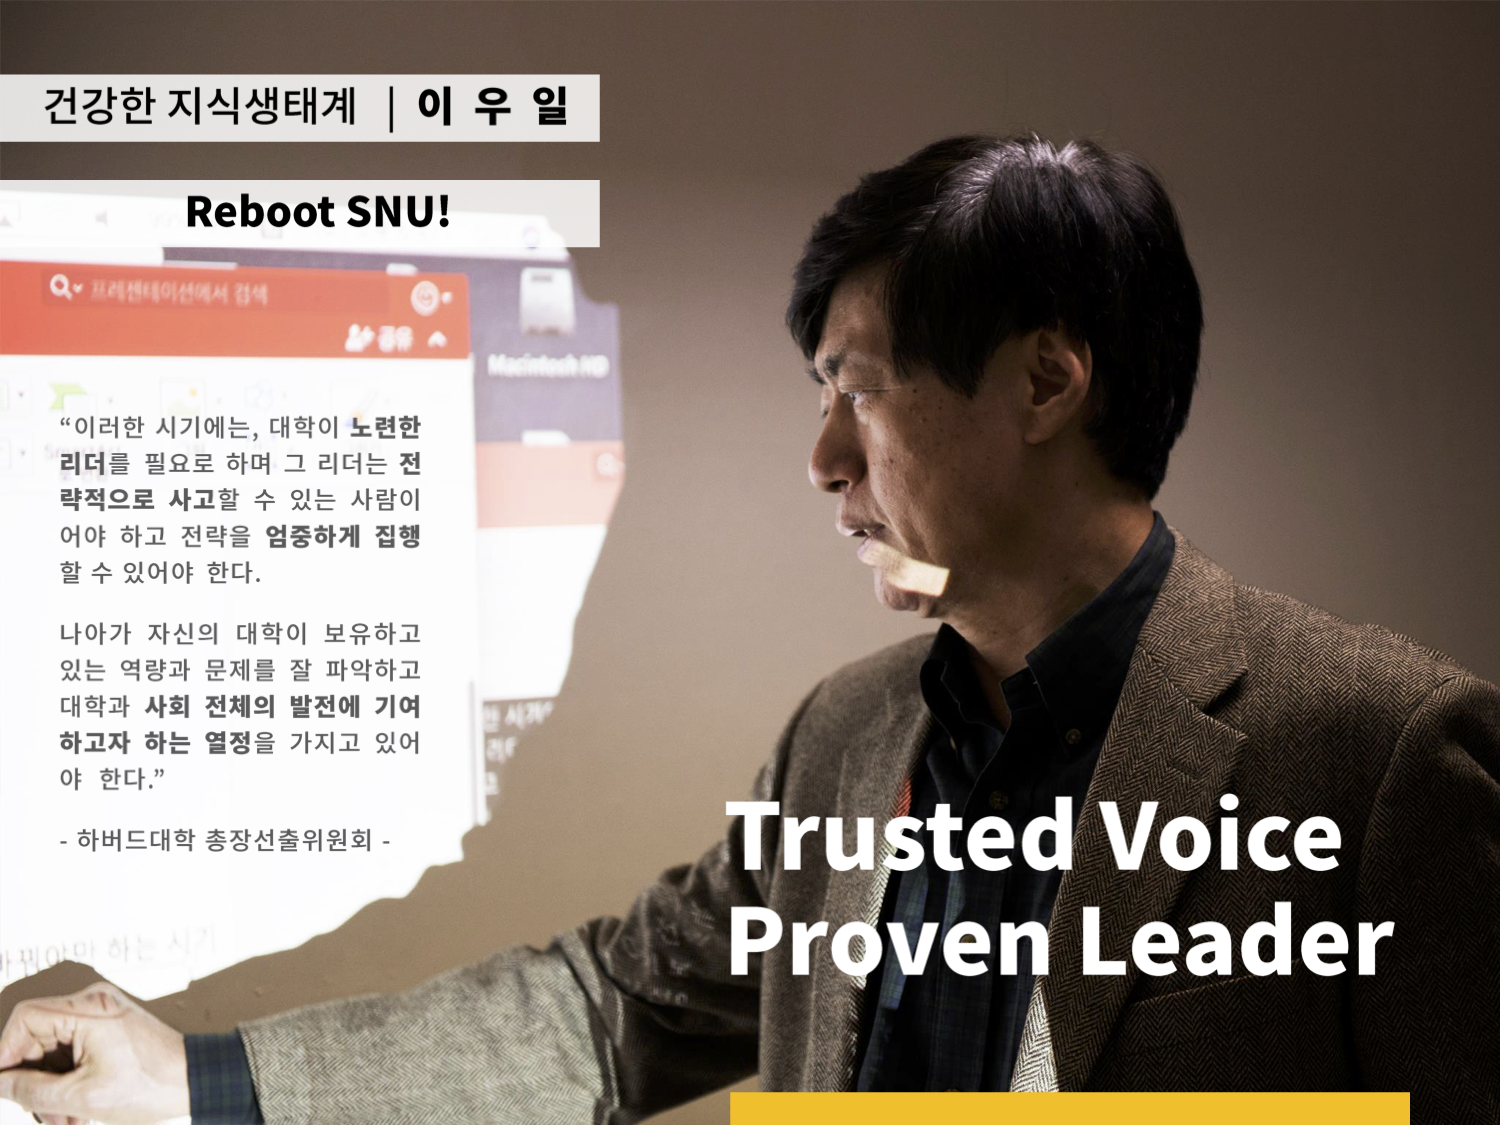 건강한 지식생태계 | 이 우 일
Reboot SNU!
프레젠테이션에서 검색
공유
Macintosh HD
“이러한 시기에는, 대학이 노련한
리더를 필요로 하며 그 리더는 전
략적으로 사고할 수 있는 사람이
어야 하고 전략을 엄중하게 집행
할 수 있어야 한다.
나아가 자신의 대학이 보유하고
있는 역량과 문제를 잘 파악하고
대학과 사회 전체의 발전에 기여
하고자 하는 열정을 가지고 있어
야 한다.”
- 하버드대학 총장선출위원회 -
하는 시기
Trusted Voice
Proven Leader